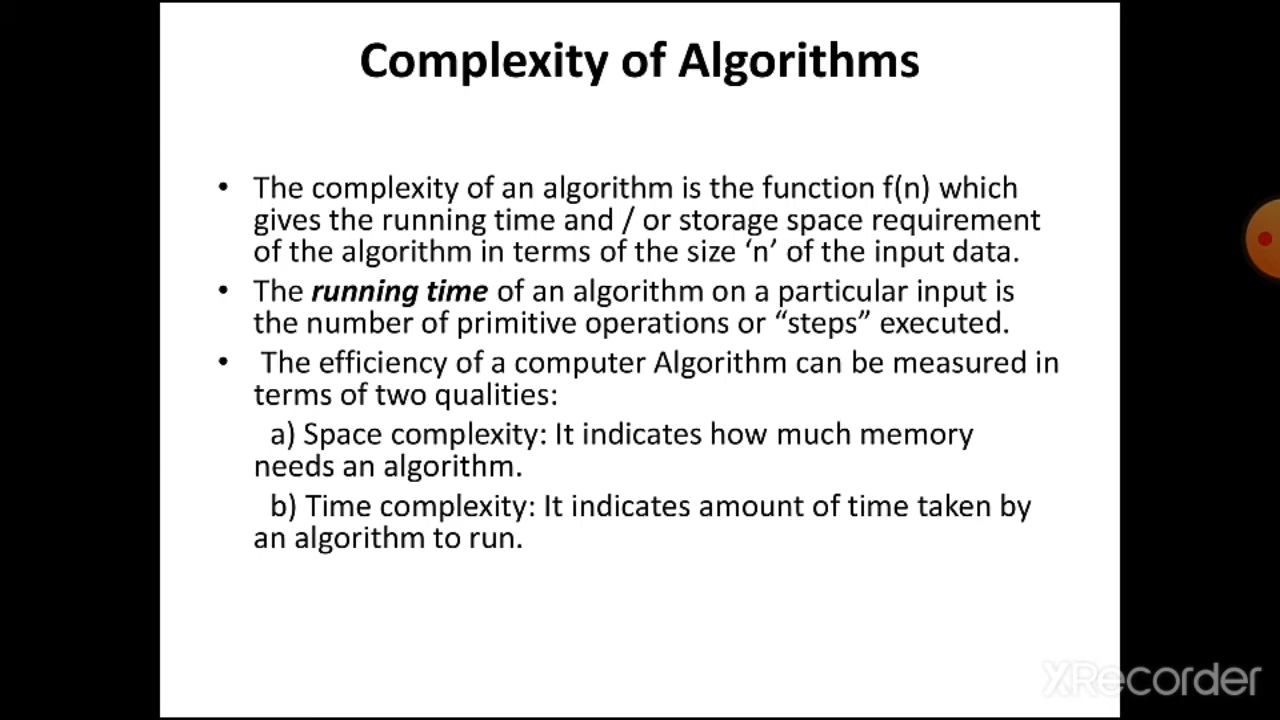 Complexity of Algorithms
• The complexity of an algorithm is the function f(n) which
gives the running time and / or storage space requirement
of the algorithm in terms of the size ‘n’ of the input data.
• The running time of an algorithm on a particular input is
the number of primitive operations or “steps” executed.
• The efficiency of a computer Algorithm can be measured in
terms of two qualities:
a) Space complexity: It indicates how much memory
needs an algorithm.
b) Time complexity: It indicates amount of time taken by
an algorithm to run.
XRecorder